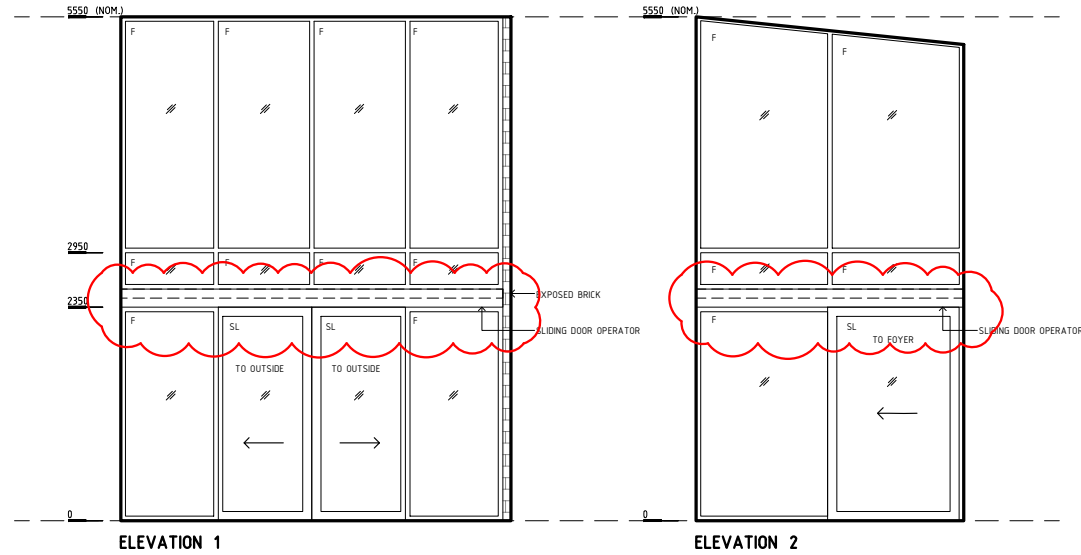 5550 (NOM.)
F F F F
2950
F F F F
EXPOSED BRICK
2350
F SL SL F
SLIDING DOOR OPERATOR
TO OUTSIDE TO OUTSIDE
0
ELEVATION 1
5550 (NOM.)
F F
F F
F SL
SLIDING DOOR OPERATOR
TO FOYER
0
ELEVATION 2